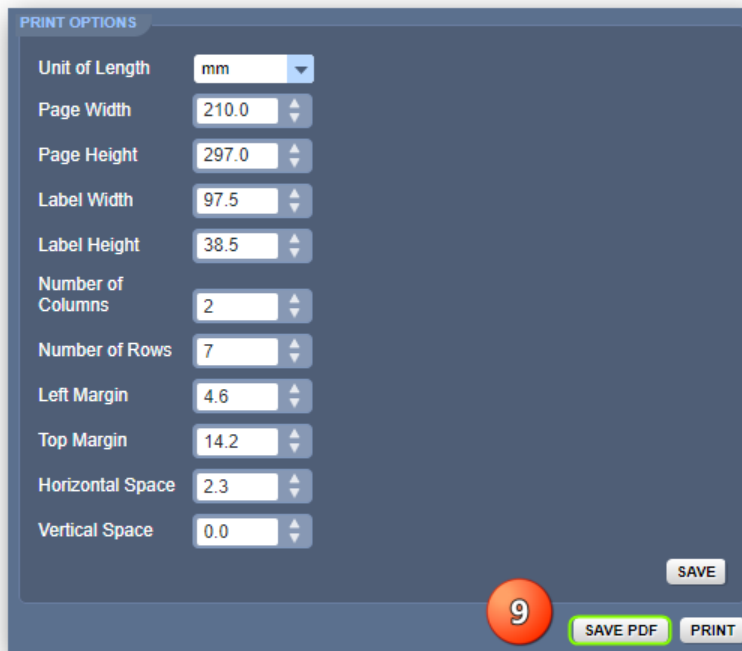 PRINT OPTIONS
Unit of Length mm
Page Width 210.0
Page Height 297.0
Label Width 97.5
Label Height 38.5
Number of
Columns 2
Number of Rows 7
Left Margin 4.6
Top Margin 14.2
Horizontal Space 2.3
Vertical Space 0.0
SAVE
9
SAVE PDF PRINT